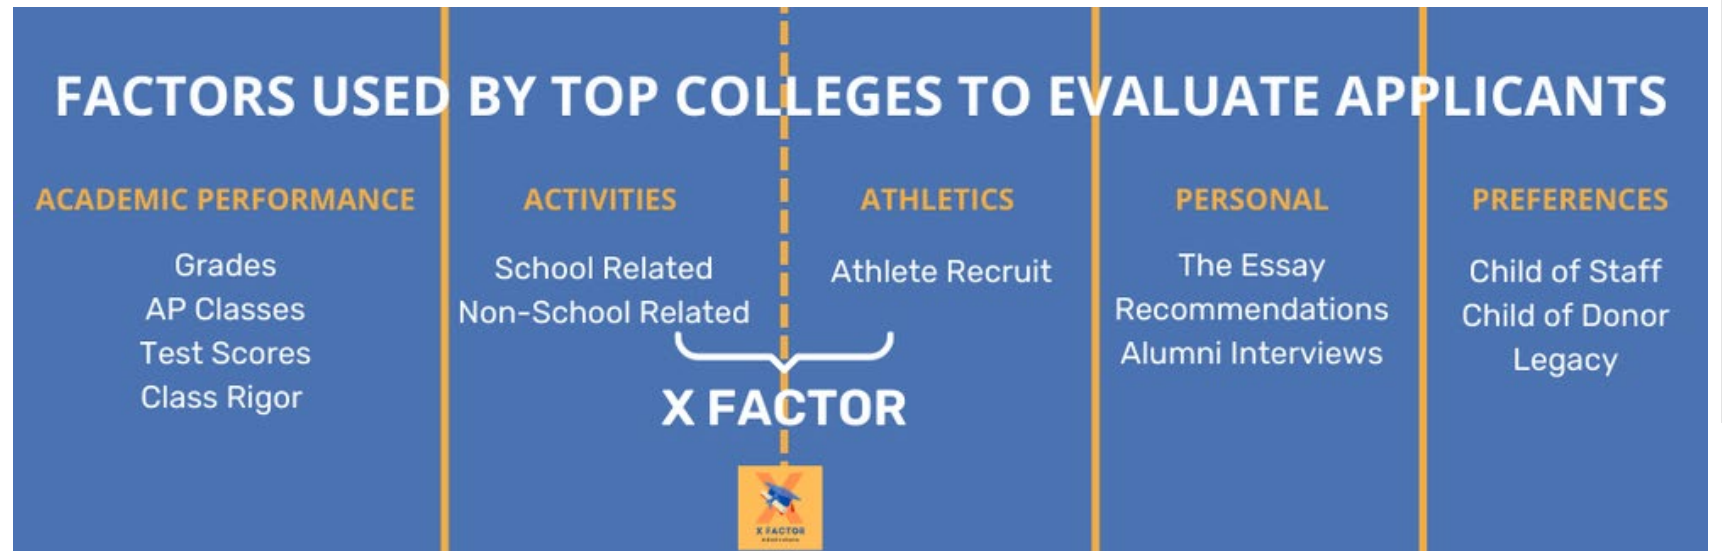 FACTORS USED BY TOP COLLEGES TO EVALUATE APPLICANTS
ACADEMIC PERFORMANCE
Grades
AP Classes
Test Scores
Class Rigor
ACTIVITIES
School Related
Non-School Related
ATHLETICS
Athlete Recruit
X FACTOR
X FACTOR
PERSONAL
The Essay
Recommendations
Alumni Interviews
PREFERENCES
Child of Staff
Child of Donor
Legacy